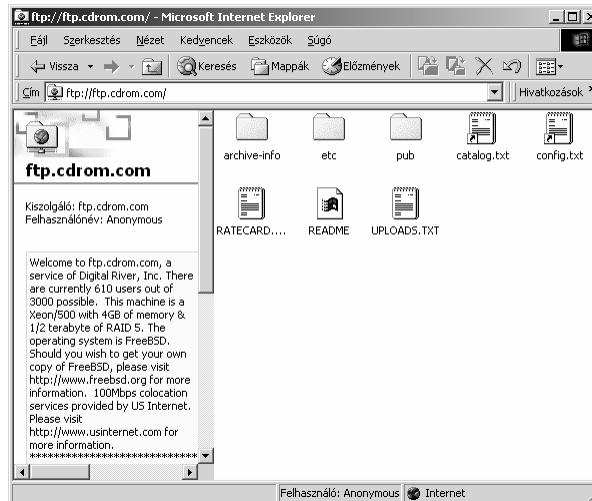 ftp://ftp.cdrom.com/ - Microsoft Internet Explorer
Fájl Szerkesztés Nézet Kedvencek Eszközök Súgó
Vissza Keresés Mappák Előzmények
Cím ftp://ftp.cdrom.com/ Hivatkozások »
ftp.cdrom.com
Kiszolgáló: ftp.cdrom.com
Felhasználónév: Anonymous
Welcome to ftp.cdrom.com, a
service of Digital River, Inc. There
are currently 610 users out of
3000 possible. This machine is a
Xeon/500 with 4GB of memory &
1/2 terabyte of RAID 5. The
operating system is FreeBSD.
Should you wish to get your own
copy of FreeBSD, please visit
http://www.freebsd.org for more
information. 100Mbps colocation
services provided by US Internet.
Please visit
http://www.usinternet.com for
more information.
******************************
archive-info etc pub catalog.txt config.txt
RATECARD.... README UPLOADS.TXT
Felhasználó: Anonymous Internet